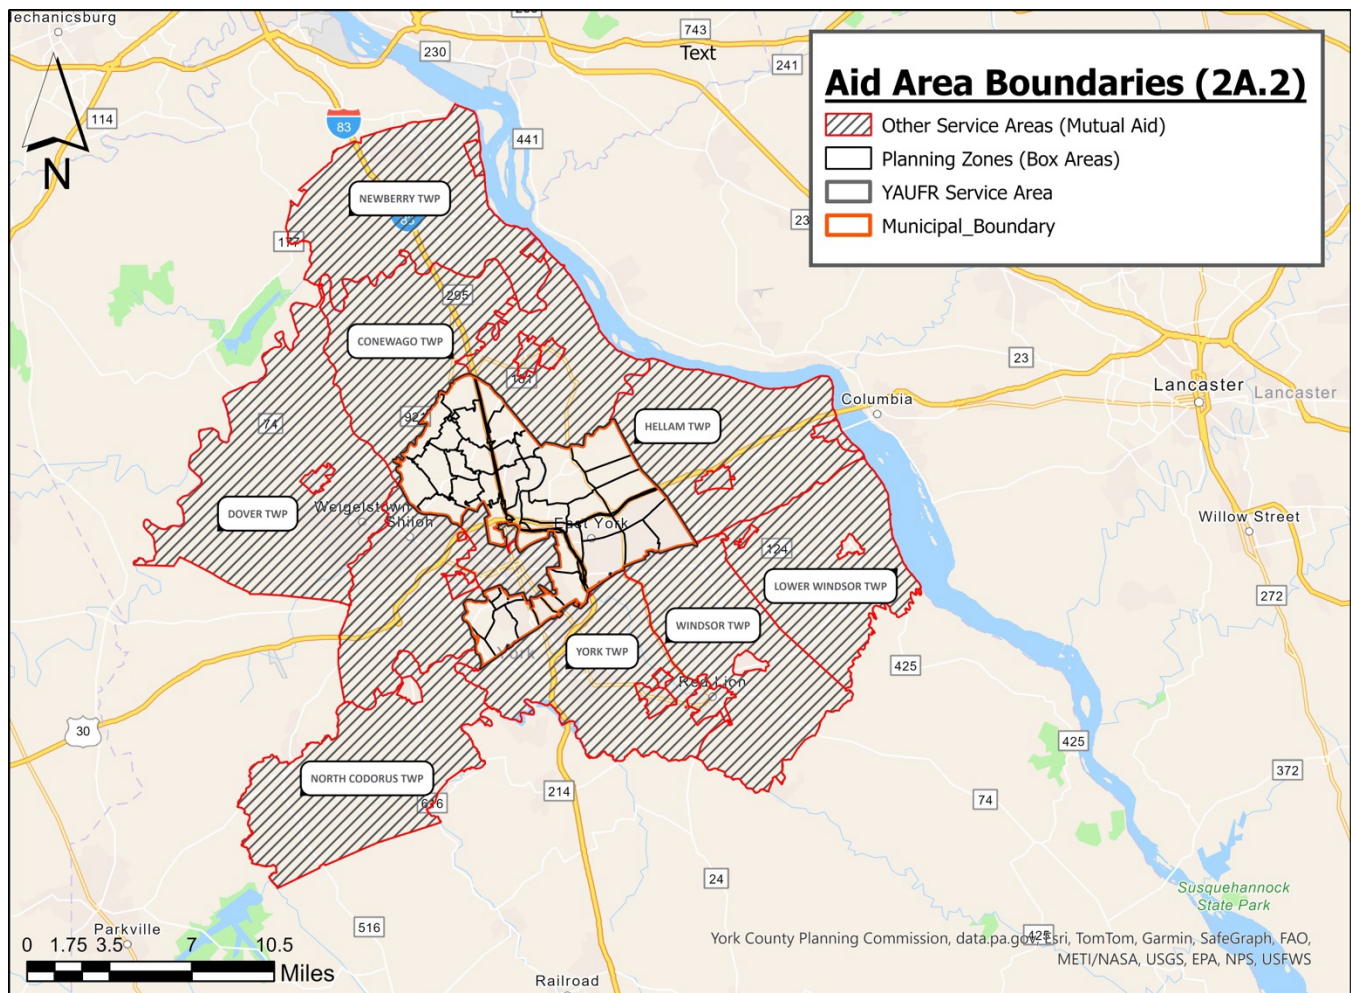 Mechanicsburg
230
743
Text
241
114
83
441
N
Aid Area Boundaries (2A.2)
Other Service Areas (Mutual Aid)
Planning Zones (Box Areas)
YAUFR Service Area
Municipal_Boundary
NEWBERRY TWP
83
177
295
CONEWAGO TWP
181
23
Lancaster
Lancaster
Columbia
921
74
HELLAM TWP
DOVER TWP
Weigelstown
Shiloh
East York
Willow Street
124
LOWER WINDSOR TWP
272
WINDSOR TWP
YORK TWP
York
425
Red Lion
30
425
NORTH CODORUS TWP
616
214
372
74
24
Susquehannock
State Park
516
Parkville
425
0 1.75 3.5 7 10.5
Miles
York County Planning Commission, data.pa.gov, Esri, TomTom, Garmin, SafeGraph, FAO,
METI/NASA, USGS, EPA, NPS, USFWS
Railroad